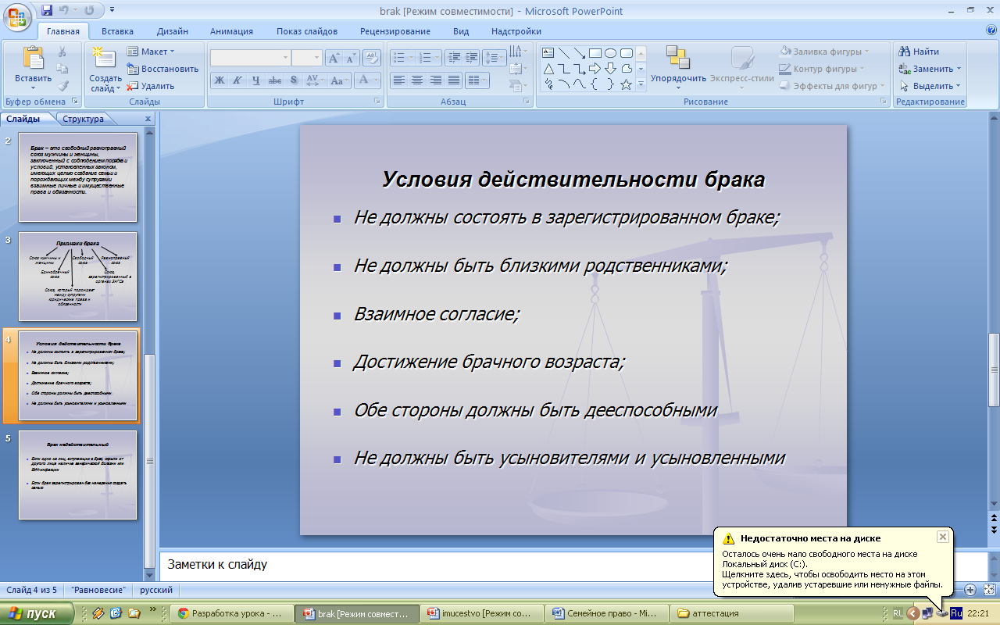 brak [Режим совместимости] - Microsoft PowerPoint
Главная Вставка Дизайн Анимация Показ слайдов Рецензирование Вид Надстройки
Вставить
Буфер обмена
Создать слайд
Макет
Восстановить
Удалить
Слайды
Ж К Ч abc S AV Aa A
Шрифт
Абзац
Упорядочить
Экспресс-стили
Заливка фигуры
Контур фигуры
Эффекты для фигур
Рисование
Найти
Заменить
Выделить
Редактирование
Слайды Структура x
2
Брак – это свободный равноправный
союз мужчины и женщины,
заключенный с соблюдением порядка и
условий, установленных законом,
имеющих целью создание семьи и
порождающих между супругами
взаимные личные и имущественные
права и обязанности.
3
Признаки брака
Союз мужчины и
женщины
Свободный
союз
Равноправный
союз
Единобрачный
союз
Союз,
зарегистрированный в
органах ЗАГСа
Союз, который порождает
между супругами
юридические права и
обязанности
4
Условия действительности брака
Не должны состоять в зарегистрированном браке;
Не должны быть близкими родственниками;
Взаимное согласие;
Достижение брачного возраста;
Обе стороны должны быть дееспособными
Не должны быть усыновителями и усыновленными
5
Брак недействительный
Если одно из лиц, вступающих в брак, скрыло от
другого лица наличие венерической болезни или
ВИЧ-инфекции
Если брак зарегистрирован без намерения создать
семью
Условия действительности брака
Не должны состоять в зарегистрированном браке;
Не должны быть близкими родственниками;
Взаимное согласие;
Достижение брачного возраста;
Обе стороны должны быть дееспособными
Не должны быть усыновителями и усыновленными
Заметки к слайду
Недостаточно места на диске
Осталось очень мало свободного места на диске
Локальный диск (C:).
Щелкните здесь, чтобы освободить место на этом
устройстве, удалив устаревшие или ненужные файлы.
Слайд 4 из 5 "Равновесие" русский
пуск
Разработка урока - ...
brak [Режим совмест...
imucestvo [Режим со...
Семейное право - Mi...
аттестация
RL Ru 22:21